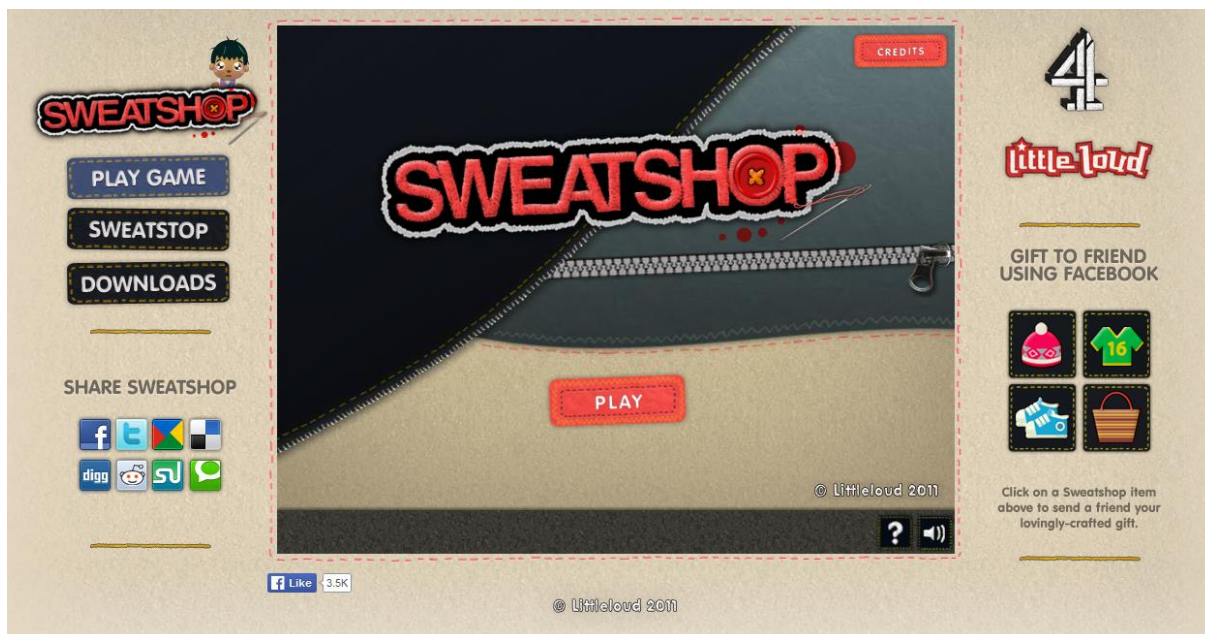 SWEATSHOP
PLAY GAME
SWEATSTOP
DOWNLOADS
SHARE SWEATSHOP
digg
CREDITS
SWEATSHOP
PLAY
© Littleloud 2011
?
Like 3.5K
© Littleloud 2011
4
little loud
GIFT TO FRIEND
USING FACEBOOK
16
Click on a Sweatshop item
above to send a friend your
lovingly-crafted gift.